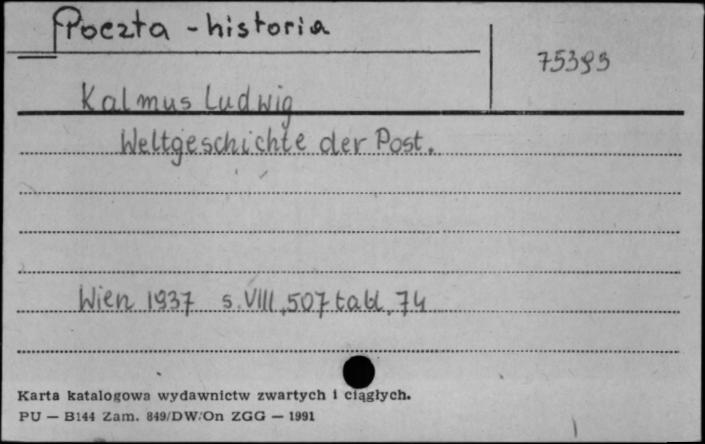 Poczta - historia
75393
Kalmus Ludwig
Weltgeschichte der Post.
Wien 1937 s. VIII, 507 tabl. 74
Karta katalogowa wydawnictw zwartych i ciągłych.
PU — B144 Zam. 849/DW/On ZGG — 1991